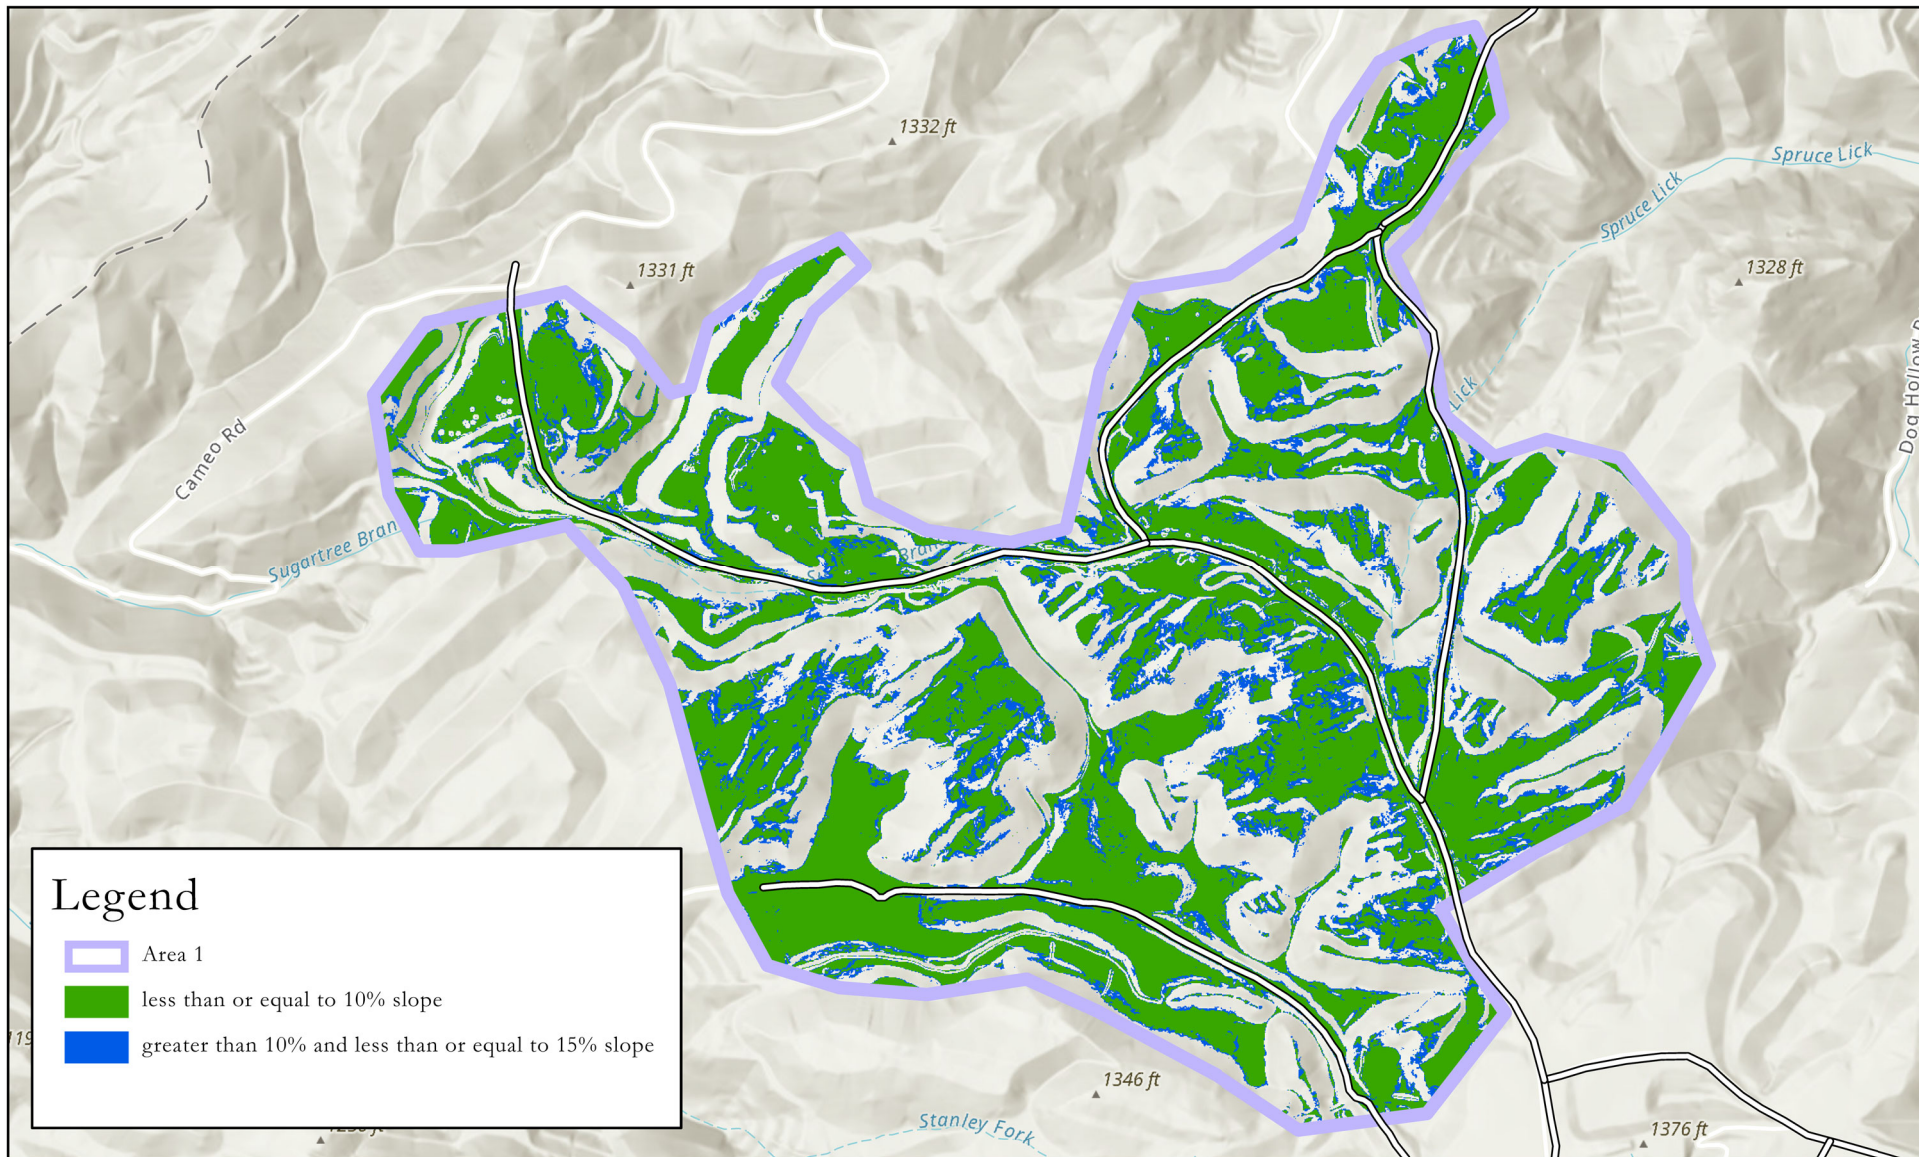 1332 ft
Spruce Lick
Spruce Lick
1331 ft
1328 ft
Lick
Cameo Rd
Sugartree Bran
Bran
Legend
Area 1
less than or equal to 10% slope
greater than 10% and less than or equal to 15% slope
1346 ft
Stanley Fork
1376 ft